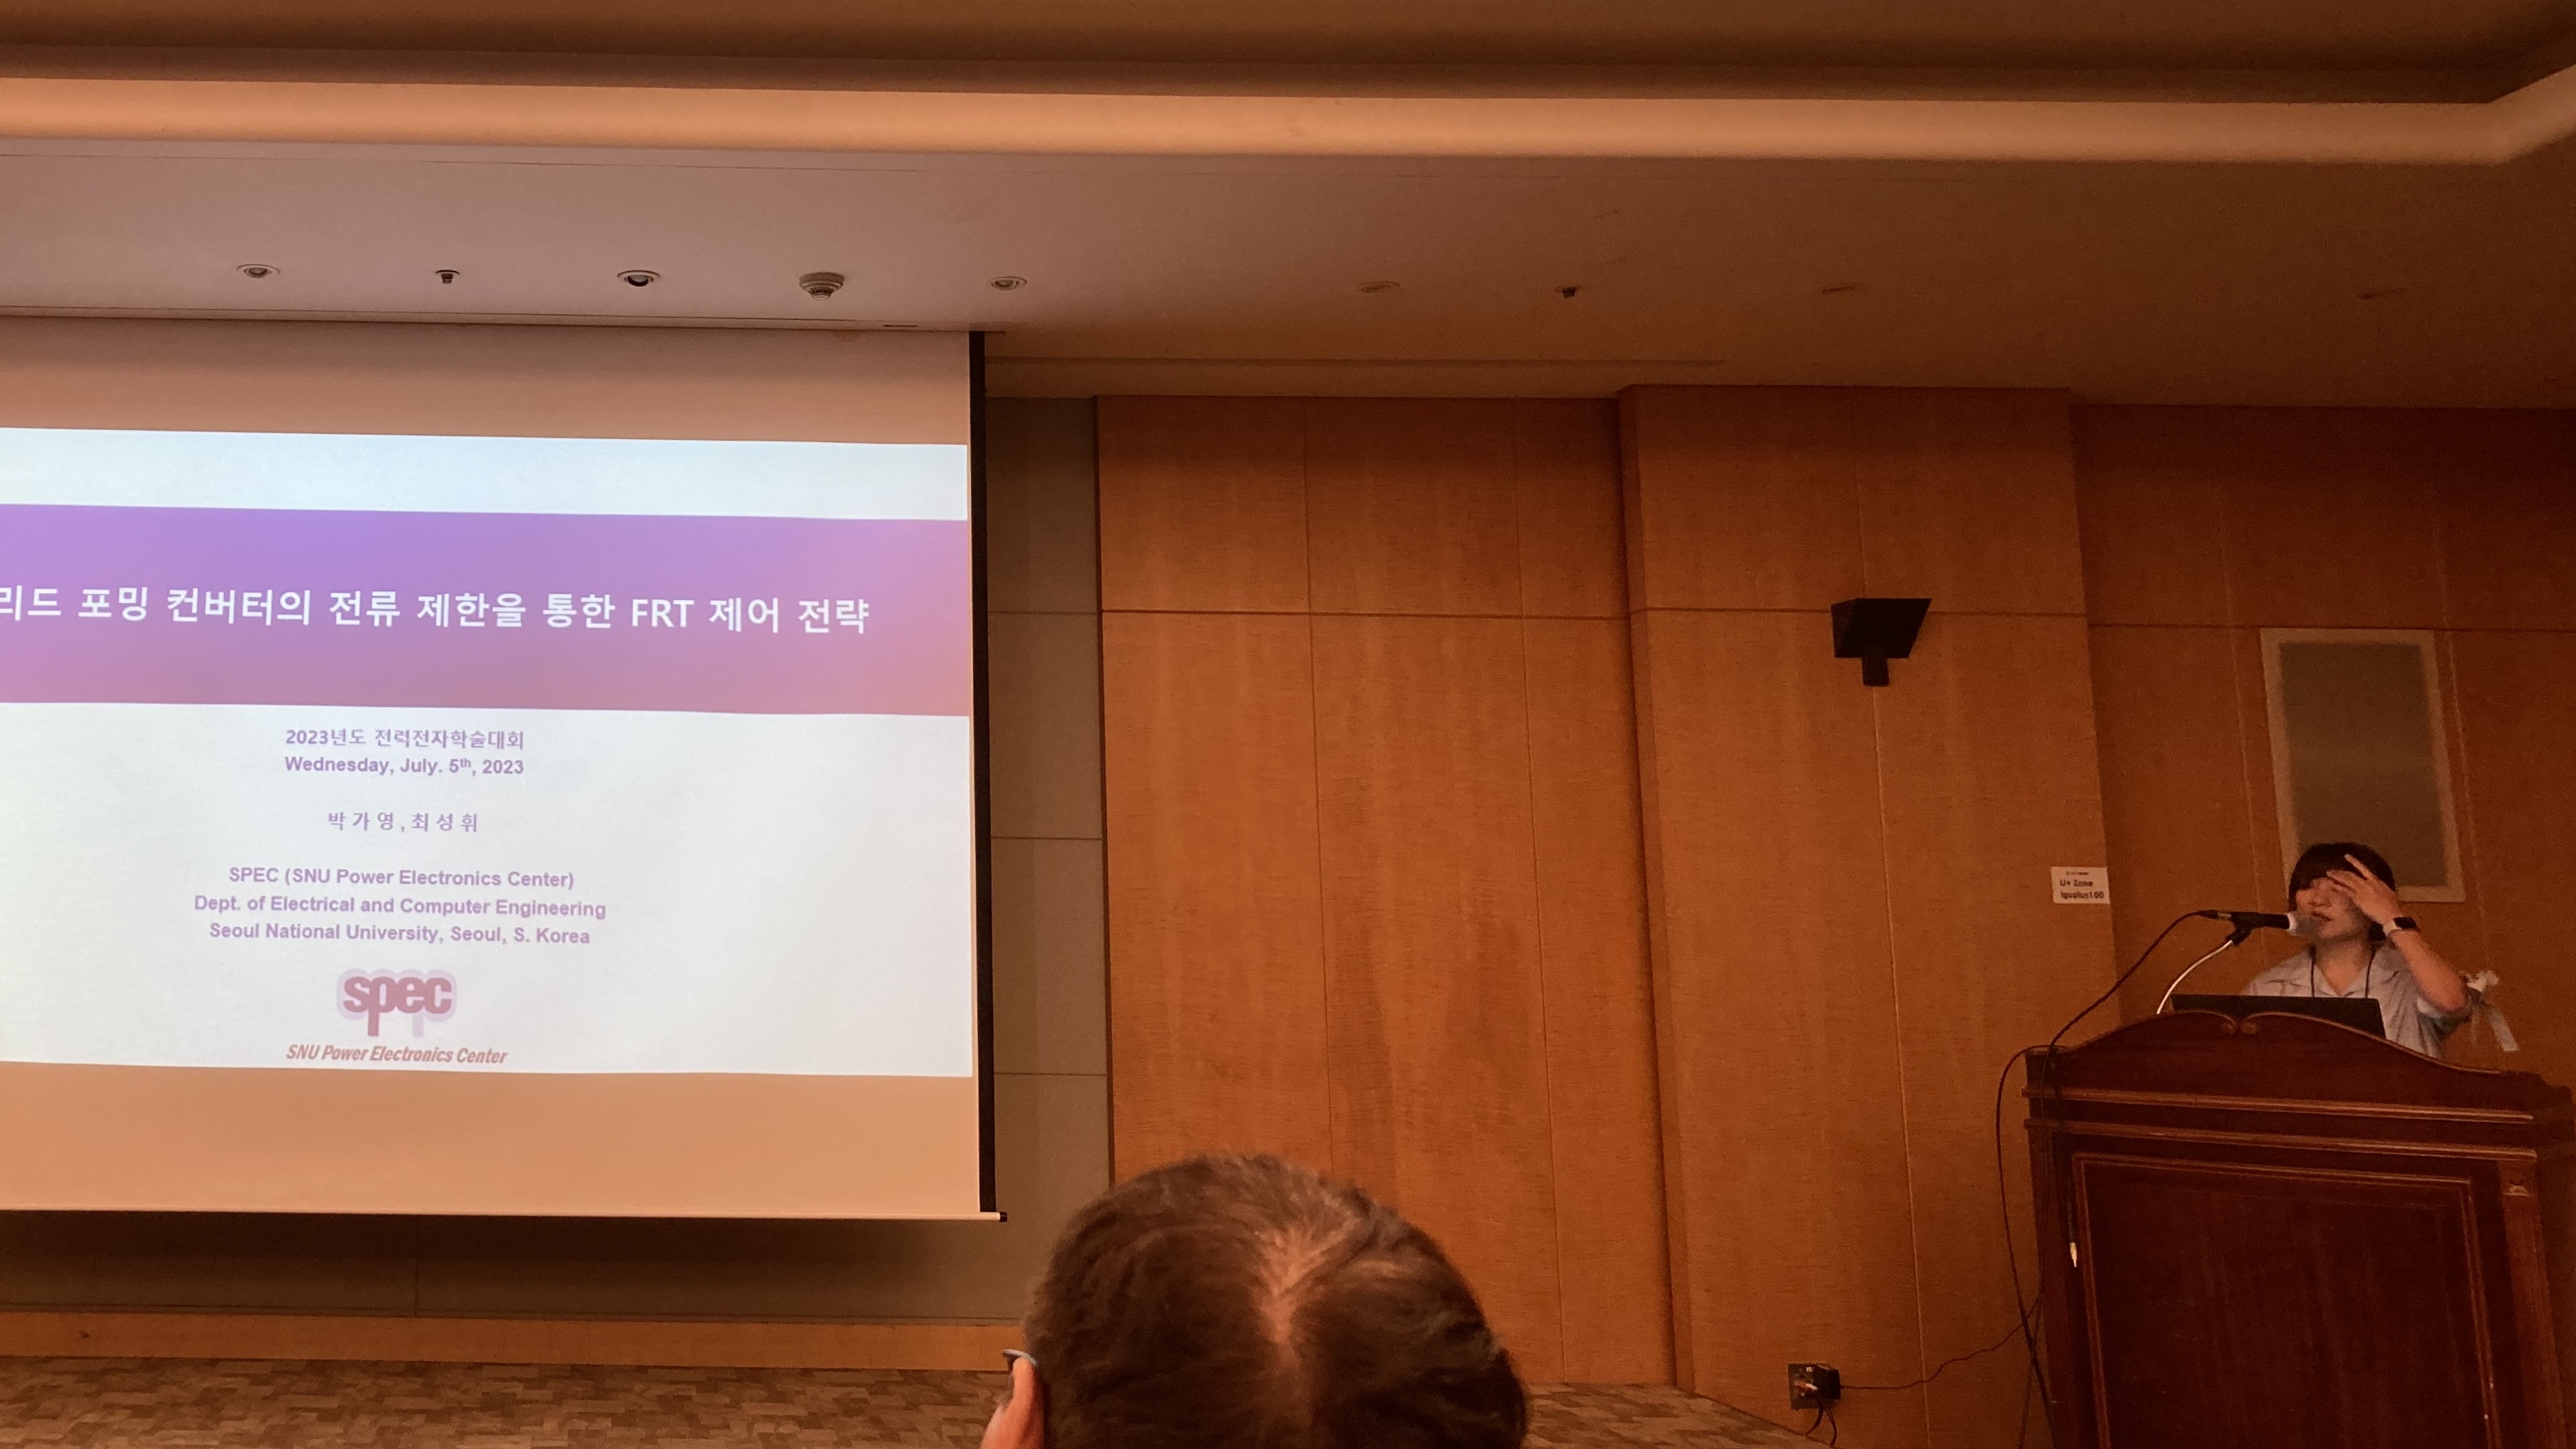 리드 포밍 컨버터의 전류 제한을 통한 FRT 제어 전략
2023년도 전력전자학술대회
Wednesday, July. 5th, 2023
박 가 영 , 최 성 휘
SPEC (SNU Power Electronics Center)
Dept. of Electrical and Computer Engineering
Seoul National University, Seoul, S. Korea
spec
SNU Power Electronics Center
U+ Zone
lguplus100